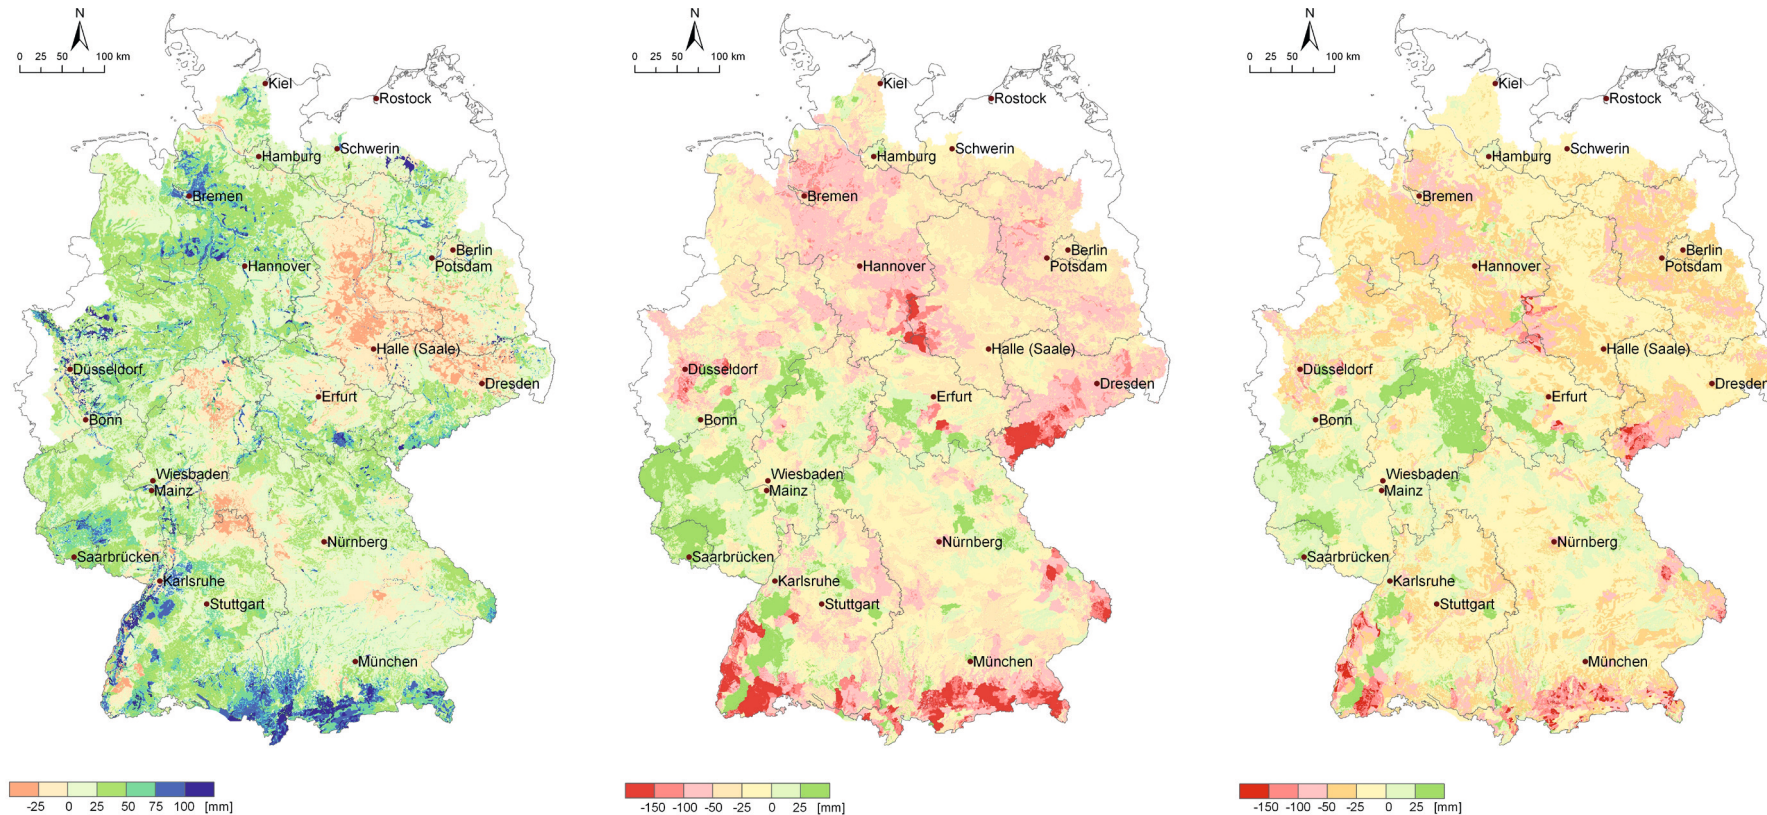 N
0 25 50 100 km
Kiel
Rostock
Hamburg
Schwerin
Bremen
Berlin
Hannover
Potsdam
Halle (Saale)
Düsseldorf
Dresden
Erfurt
Bonn
Wiesbaden
Mainz
Nürnberg
Saarbrücken
Karlsruhe
Stuttgart
München
-25 0 25 50 75 100 [mm]
N
0 25 50 100 km
Kiel
Rostock
Hamburg
Schwerin
Bremen
Berlin
Hannover
Potsdam
Halle (Saale)
Düsseldorf
Dresden
Erfurt
Bonn
Wiesbaden
Mainz
Nürnberg
Saarbrücken
Karlsruhe
Stuttgart
München
-150 -100 -50 -25 0 25 [mm]
N
0 25 50 100 km
Kiel
Rostock
Hamburg
Schwerin
Bremen
Berlin
Hannover
Potsdam
Halle (Saale)
Düsseldorf
Dresden
Erfurt
Bonn
Wiesbaden
Mainz
Nürnberg
Saarbrücken
Karlsruhe
Stuttgart
München
-150 -100 -50 -25 0 25 [mm]